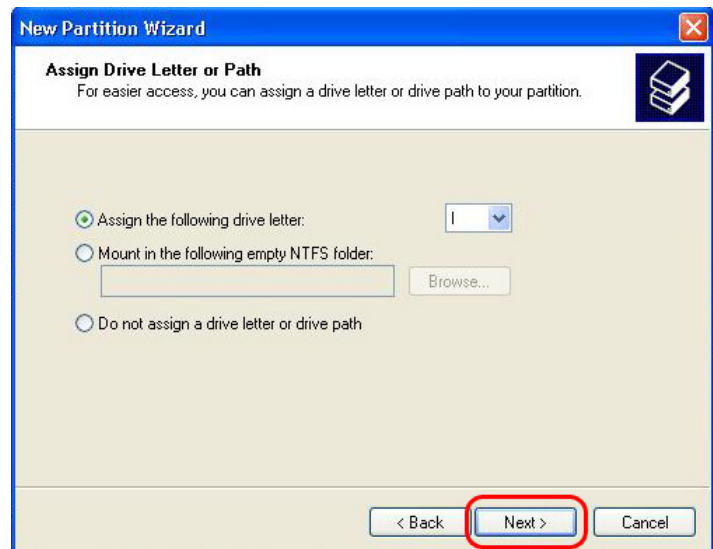 New Partition Wizard
Assign Drive Letter or Path
For easier access, you can assign a drive letter or drive path to your partition.
Assign the following drive letter: I
Mount in the following empty NTFS folder:
Browse...
Do not assign a drive letter or drive path
< Back Next > Cancel